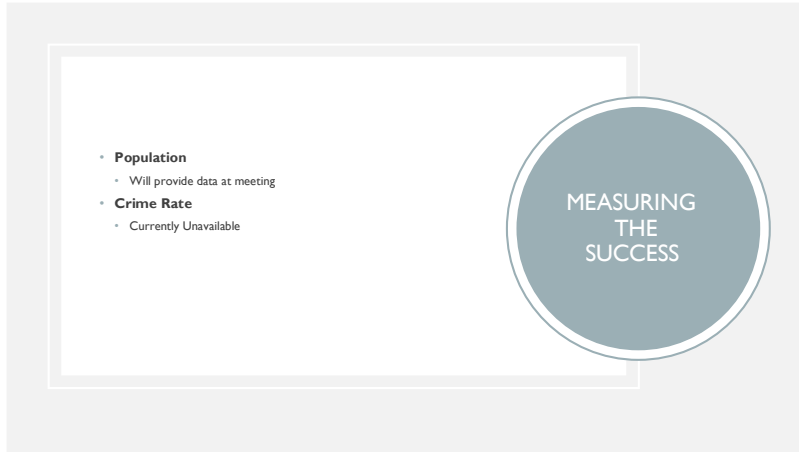 Population
Will provide data at meeting
Crime Rate
Currently Unavailable
MEASURING
THE
SUCCESS